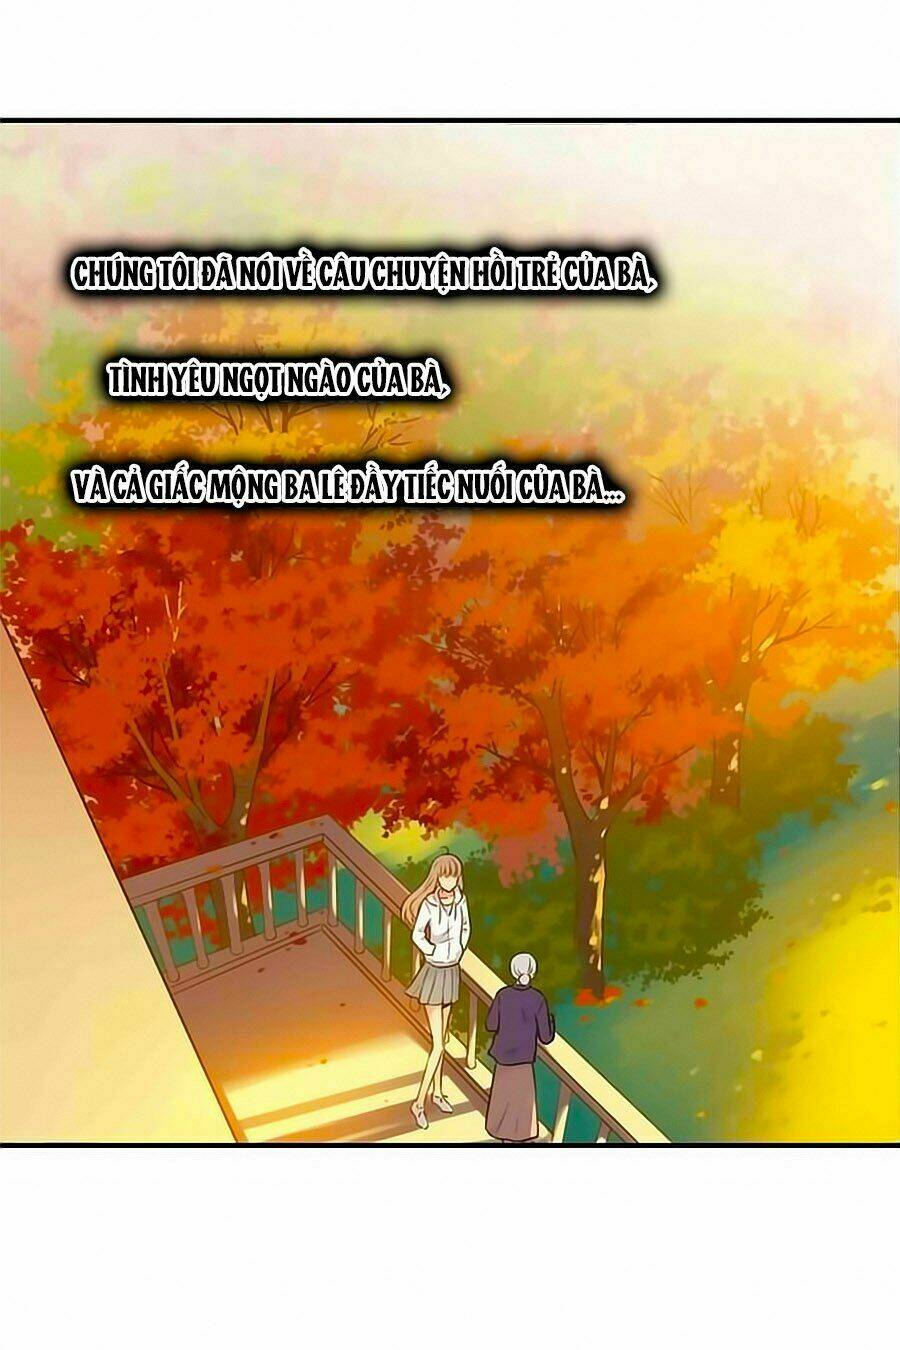 CHÚNG TÔI ĐÃ NÓI VỀ CÂU CHUYỆN HỒI TRẺ CỦA BÀ,
TÌNH YÊU NGỌT NGÀO CỦA BÀ,
VÀ CẢ GIẤC MỘNG BA LÊ ĐẦY TIẾC NUỐI CỦA BÀ...